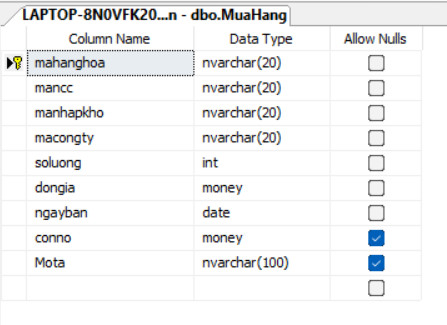 LAPTOP-8N0VFK20...n - dbo.MuaHang
Column Name Data Type Allow Nulls
mahanghoa nvarchar(20)
mancc nvarchar(20)
manhapkho nvarchar(20)
macongty nvarchar(20)
soluong int
dongia money
ngayban date
conno money
Mota nvarchar(100)